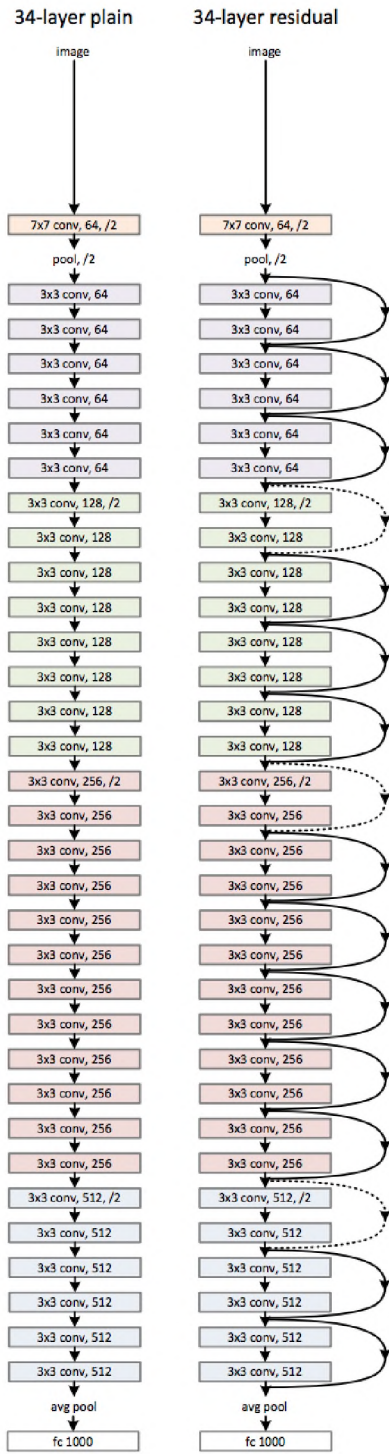 34-layer plain
image
7x7 conv, 64, /2
pool, /2
3x3 conv, 64
3x3 conv, 64
3x3 conv, 64
3x3 conv, 64
3x3 conv, 64
3x3 conv, 64
3x3 conv, 128, /2
3x3 conv, 128
3x3 conv, 128
3x3 conv, 128
3x3 conv, 128
3x3 conv, 128
3x3 conv, 128
3x3 conv, 128
3x3 conv, 256, /2
3x3 conv, 256
3x3 conv, 256
3x3 conv, 256
3x3 conv, 256
3x3 conv, 256
3x3 conv, 256
3x3 conv, 256
3x3 conv, 256
3x3 conv, 256
3x3 conv, 256
3x3 conv, 256
3x3 conv, 512, /2
3x3 conv, 512
3x3 conv, 512
3x3 conv, 512
3x3 conv, 512
3x3 conv, 512
avg pool
fc 1000
34-layer residual
image
7x7 conv, 64, /2
pool, /2
3x3 conv, 64
3x3 conv, 64
3x3 conv, 64
3x3 conv, 64
3x3 conv, 64
3x3 conv, 64
3x3 conv, 128, /2
3x3 conv, 128
3x3 conv, 128
3x3 conv, 128
3x3 conv, 128
3x3 conv, 128
3x3 conv, 128
3x3 conv, 128
3x3 conv, 256, /2
3x3 conv, 256
3x3 conv, 256
3x3 conv, 256
3x3 conv, 256
3x3 conv, 256
3x3 conv, 256
3x3 conv, 256
3x3 conv, 256
3x3 conv, 256
3x3 conv, 256
3x3 conv, 256
3x3 conv, 512, /2
3x3 conv, 512
3x3 conv, 512
3x3 conv, 512
3x3 conv, 512
3x3 conv, 512
avg pool
fc 1000